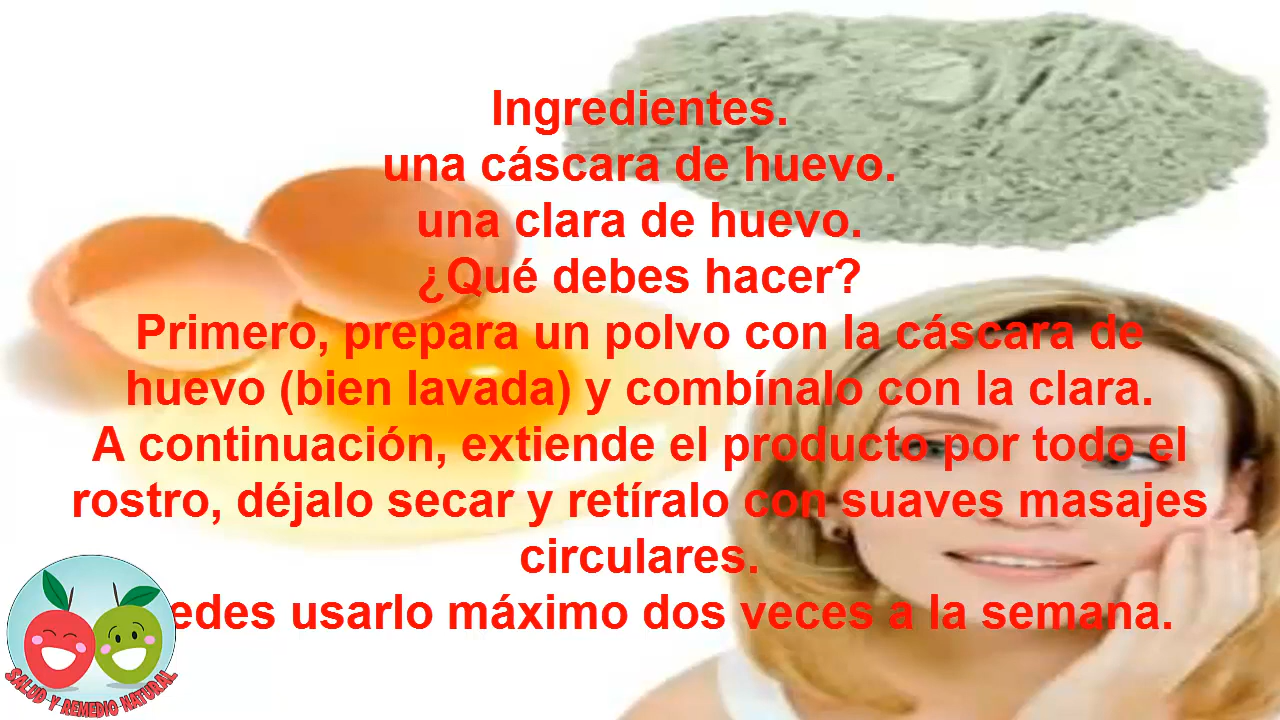 Ingredientes.
una cáscara de huevo.
una clara de huevo.
¿Qué debes hacer?
Primero, prepara un polvo con la cáscara de
huevo (bien lavada) y combínalo con la clara.
A continuación, extiende el producto por todo el
rostro, déjalo secar y retíralo con suaves masajes
circulares.
usarlo máximo dos veces a la semana.
SALUD Y REMEDIO NATURAL